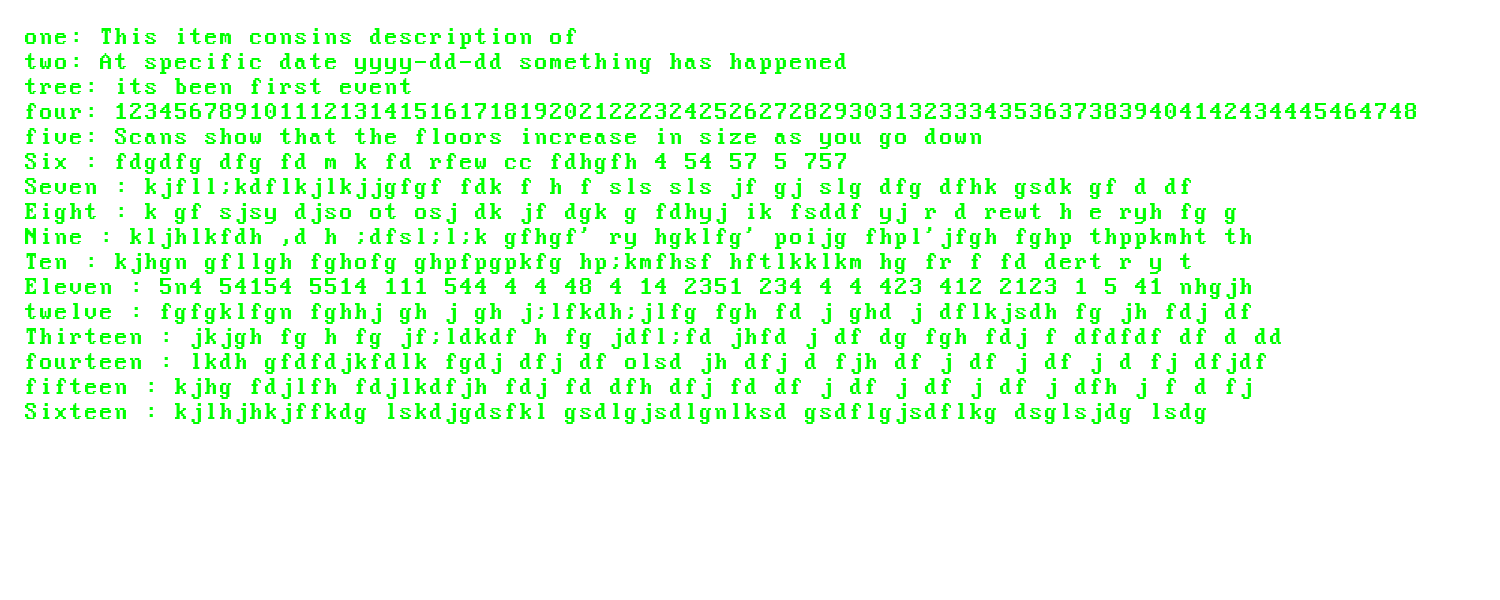 one: This item consins description of
two: At specific date yyyy-dd-dd something has happened
tree: its been first event
four: 123456789101112131415161718192021222324252627282930313233343536373839404142434445464748
five: Scans show that the floors increase in size as you go down
Six : fdgdfg dfg fd m k fd rfew cc fdhgfh 4 54 57 5 757
Seven : kjfll;kdflkjlkjjgfgf fdk f h f sls sls jf gj slg dfg dfhk gsdk gf d df
Eight : k gf sjsy djso ot osj dk jf dgk g fdhyj ik fsddf yj r d rewt h e ryh fg g
Nine : kljhlkfdh ,d h ;dfsl;l;k gfhgf' ry hgklfg' poijg fhpl'jfgh fghp thppkmht th
Ten : kjhgn gfllgh fghofg ghpfpgpkfg hp;kmfhsf hftlkklkm hg fr f fd dert r y t
Eleven : 5n4 54154 5514 111 544 4 4 48 4 14 2351 234 4 4 423 412 2123 1 5 41 nhgjh
twelve : fgfgklfgn fghhj gh j gh j;lfkdh;jlfg fgh fd j ghd j dflkjsdh fg jh fdj df
Thirteen : jkjgh fg h fg jf;ldkdf h fg jdfl;fd jhfd j df dg fgh fdj f dfdfdf df d dd
fourteen : lkdh gfdfdjkfdlk fgdj dfj df olsd jh dfj d fjh df j df j df j d fj dfjdf
fifteen : kjhg fdjlfh fdjlkdfjh fdj fd dfh dfj fd df j df j df j df j dfh j f d fj
Sixteen : kjlhjhkjffkdg lskdjgdsfkl gsdlgjsdlgnlksd gsdflgjsdflkg dsglsjdg lsdg